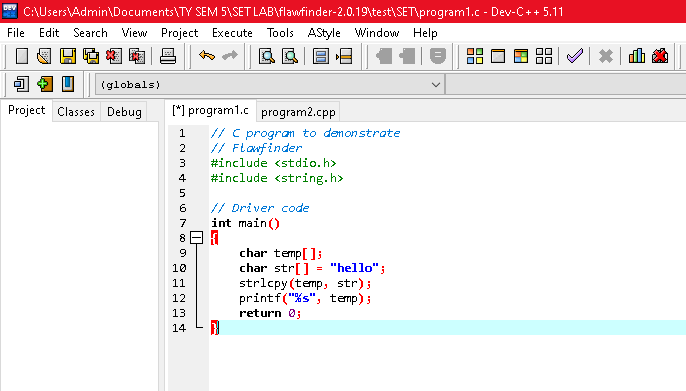 DEV C:\Users\Admin\Documents\TY SEM 5\SET LAB\flawfinder-2.0.19\test\SET\program1.c - Dev-C++ 5.11
File Edit Search View Project Execute Tools AStyle Window Help
(globals)
Project Classes Debug [*] program1.c program2.cpp
1 // C program to demonstrate
2 // Flawfinder
3 #include <stdio.h>
4 #include <string.h>
5
6 // Driver code
7 int main()
8 {
9 char temp[];
10 char str[] = "hello";
11 strlcpy(temp, str);
12 printf("%s", temp);
13 return 0;
14 }